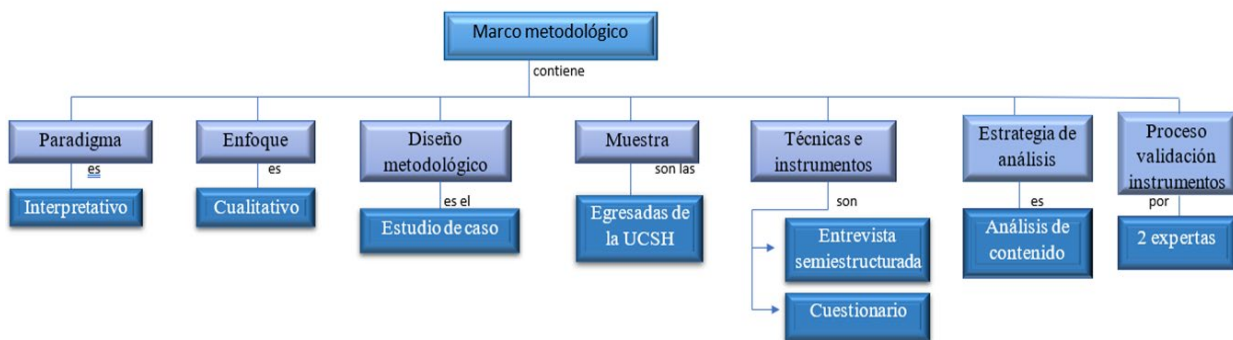 Marco metodológico
contiene
Paradigma
es
Interpretativo
Enfoque
es
Cualitativo
Diseño
metodológico
es el
Estudio de caso
Muestra
son las
Egresadas de
la UCSH
Técnicas e
instrumentos
son
Entrevista
semiestructurada
Cuestionario
Estrategia de
análisis
es
Análisis de
contenido
Proceso
validación
instrumentos
por
2 expertas